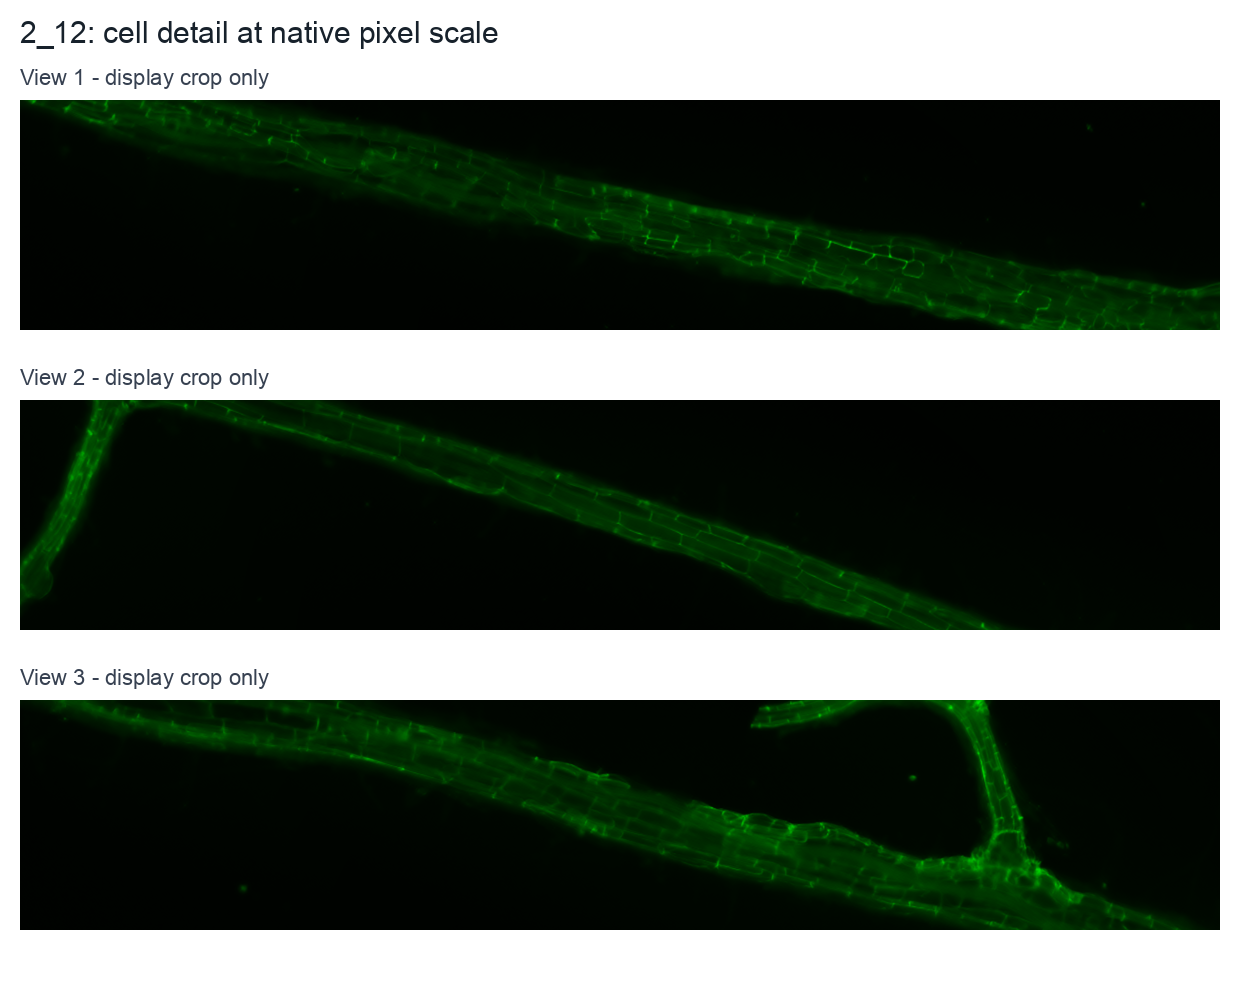 2_12: cell detail at native pixel scale
View 1 - display crop only
View 2 - display crop only
View 3 - display crop only